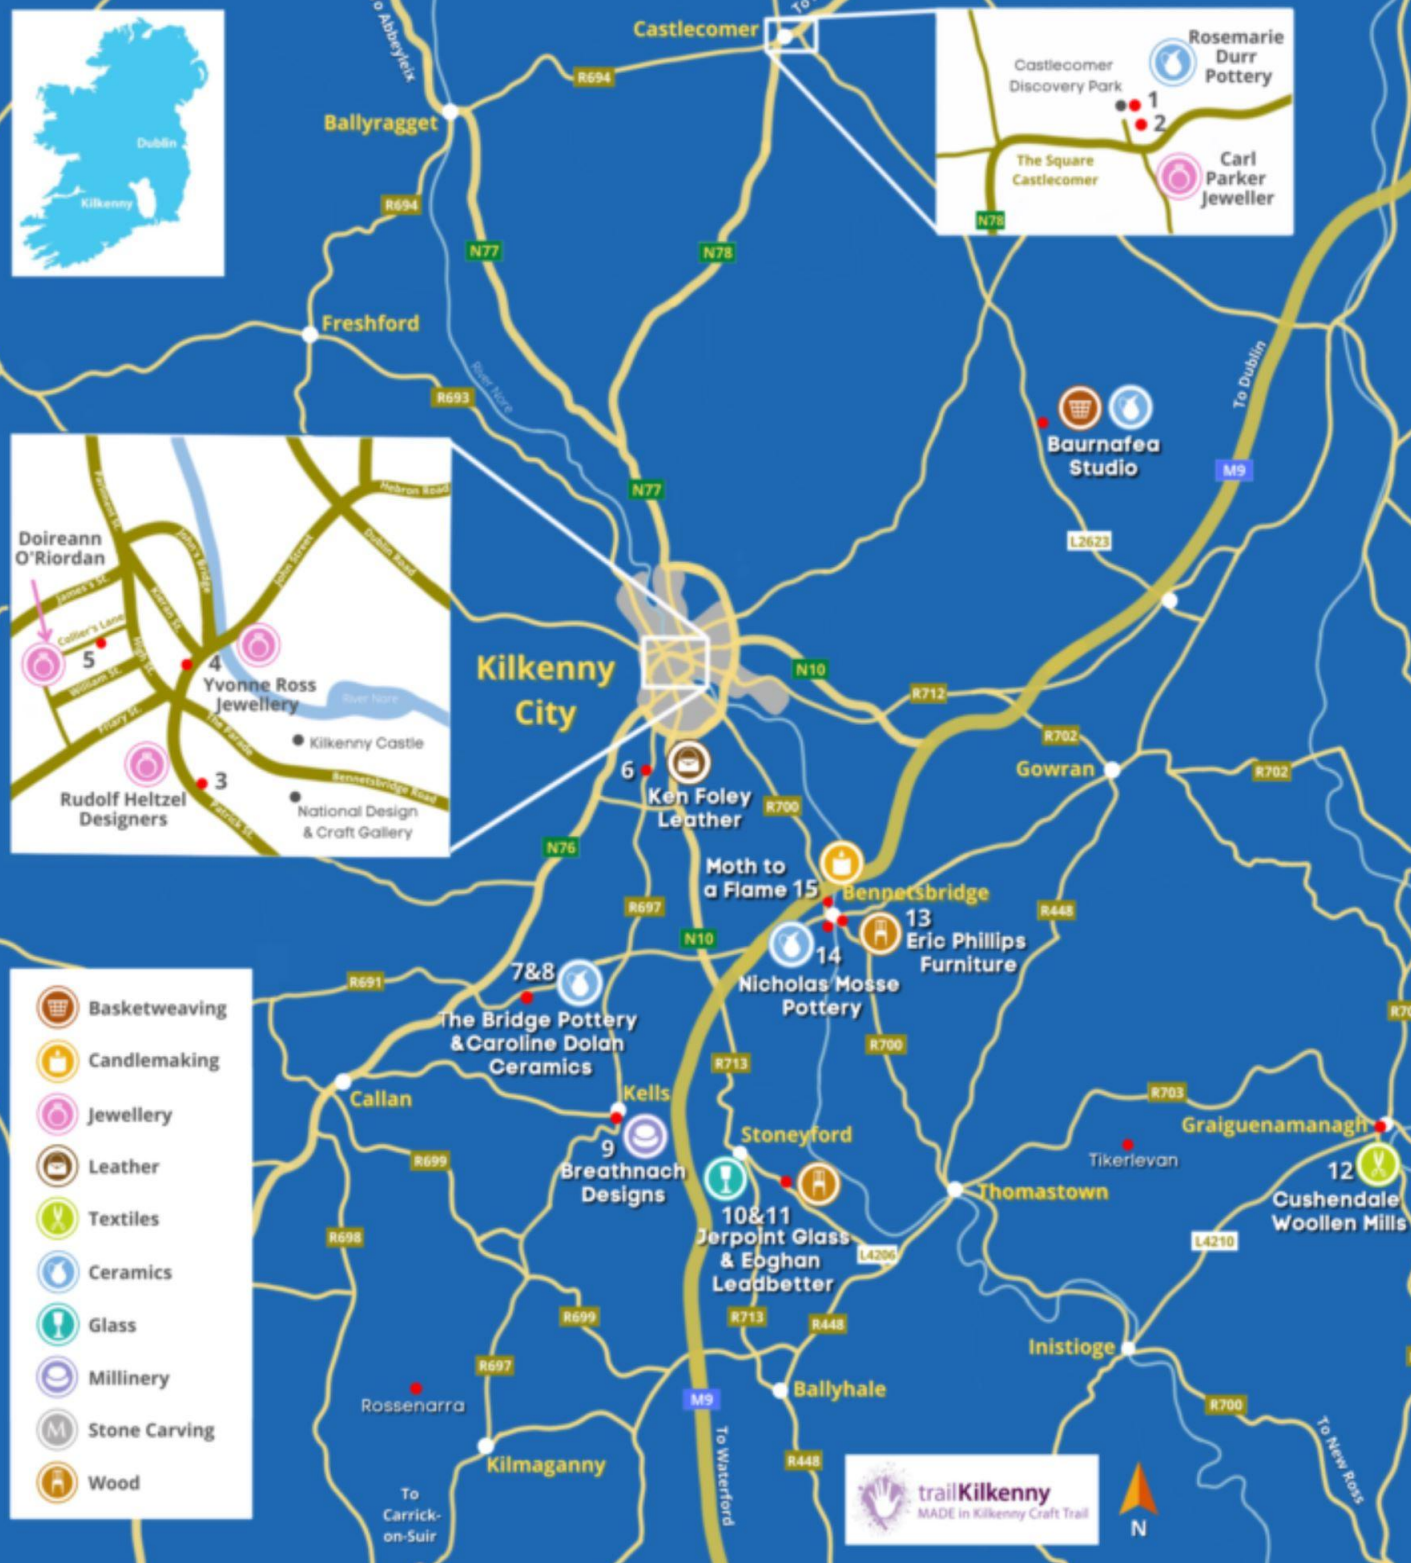 To Abbeyleix
Castlecomer
To
R694
Ballyragget
R694
N77
N78
Freshford
R693
River Nore
N77
Dublin
Kilkenny
Castlecomer
Discovery Park
Rosemarie
Durr
Pottery
1
2
The Square
Castlecomer
Carl
Parker
Jeweller
N78
To Dublin
Baurnafea
Studio
M9
L2623
Parliament St.
Hebron Road
Doireann
O'Riordan
John's Bridge
John Street
Dublin Road
James's St.
Kieran St.
Collier's Lane
5
High St.
4
William St.
Yvonne Ross
Jewellery
River Nore
Friary St.
The Parade
Kilkenny Castle
3
Bennetsbridge Road
Rudolf Heltzel
Designers
Patrick St.
National Design
& Craft Gallery
Kilkenny
City
N10
R712
R702
Gowran
R702
6
Ken Foley
Leather
R700
N76
Moth to
a Flame 15
Bennetsbridge
R697
R448
13
Eric Phillips
Furniture
N10
14
Nicholas Mosse
Pottery
R691
7&8
The Bridge Pottery
&Caroline Dolan
Ceramics
R700
R713
Callan
Kells
R703
Graiguenamanagh
Stoneyford
Tikerlevan
R699
9
Breathnach
Designs
12
Cushendale
Woollen Mills
Thomastown
10&11
Jerpoint Glass
& Eoghan
Leadbetter
L4206
L4210
R698
R699
R713
R448
Inistioge
R697
Rossenarra
M9
Ballyhale
R700
To Waterford
R448
Kilmaganny
To New Ross
To
Carrick-
on-Suir
Basketweaving
Candlemaking
Jewellery
Leather
Textiles
Ceramics
Glass
Millinery
M
Stone Carving
Wood
trailKilkenny
MADE in Kilkenny Craft Trail
N